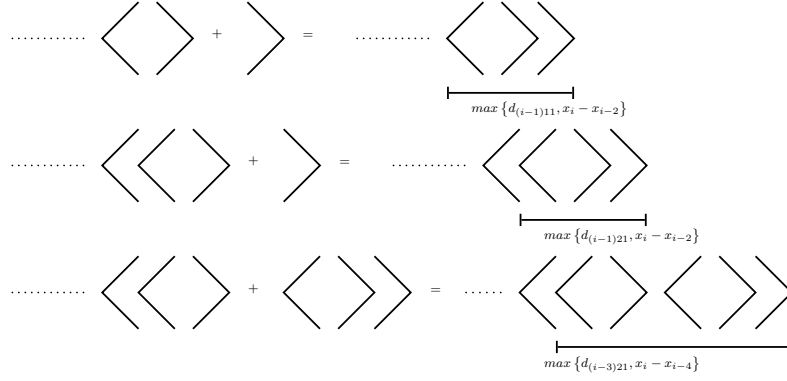 ............ + = ............
max {d_{(i−1)11}, x_i − x_{i−2}}
............ + = ............
max {d_{(i−1)21}, x_i − x_{i−2}}
............ + = ......
max {d_{(i−3)21}, x_i − x_{i−4}}